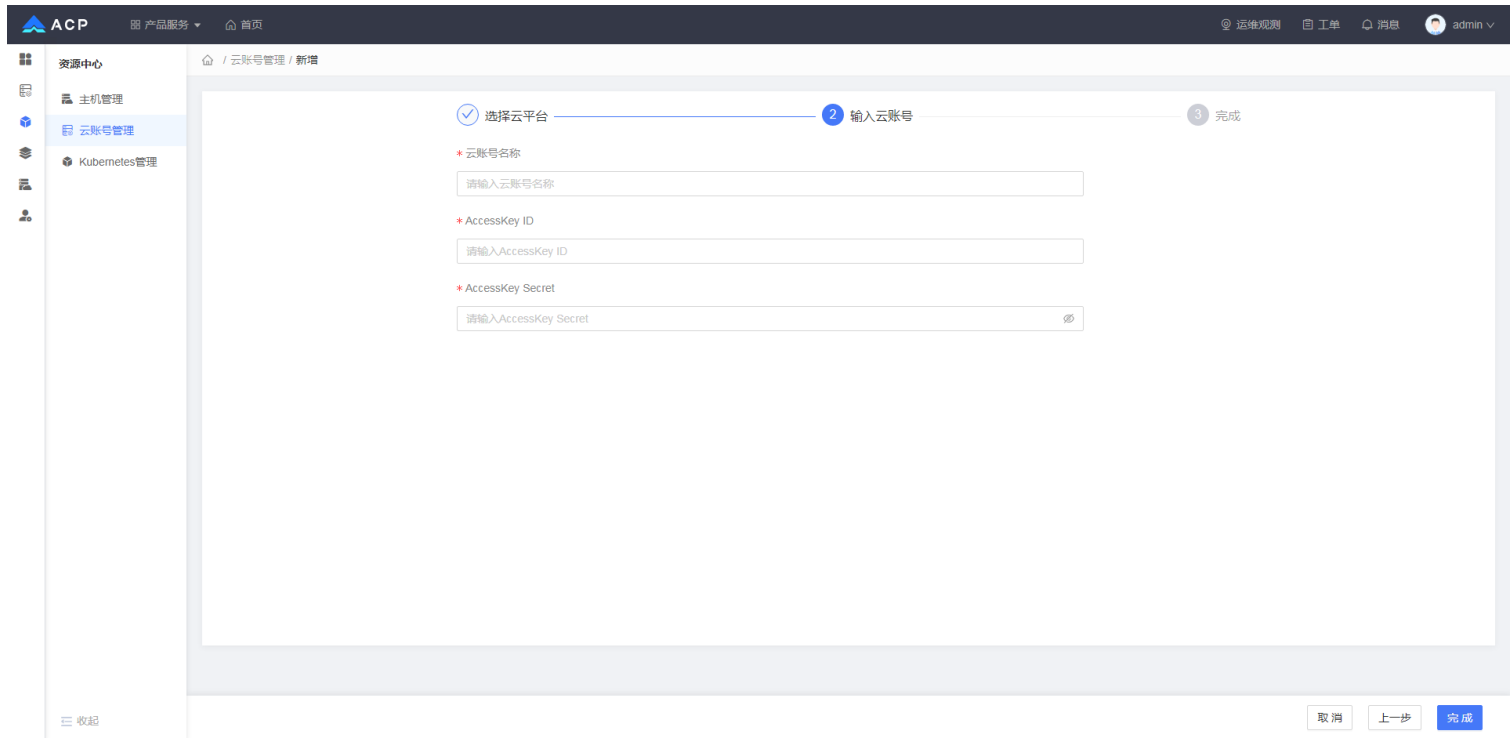 ACP 产品服务 首页 运维观测 工单 消息 admin
资源中心
主机管理
云账号管理
Kubernetes管理
收起
/ 云账号管理 / 新增
选择云平台 2 输入云账号 3 完成
* 云账号名称
请输入云账号名称
* AccessKey ID
请输入AccessKey ID
* AccessKey Secret
请输入AccessKey Secret
取消 上一步 完成